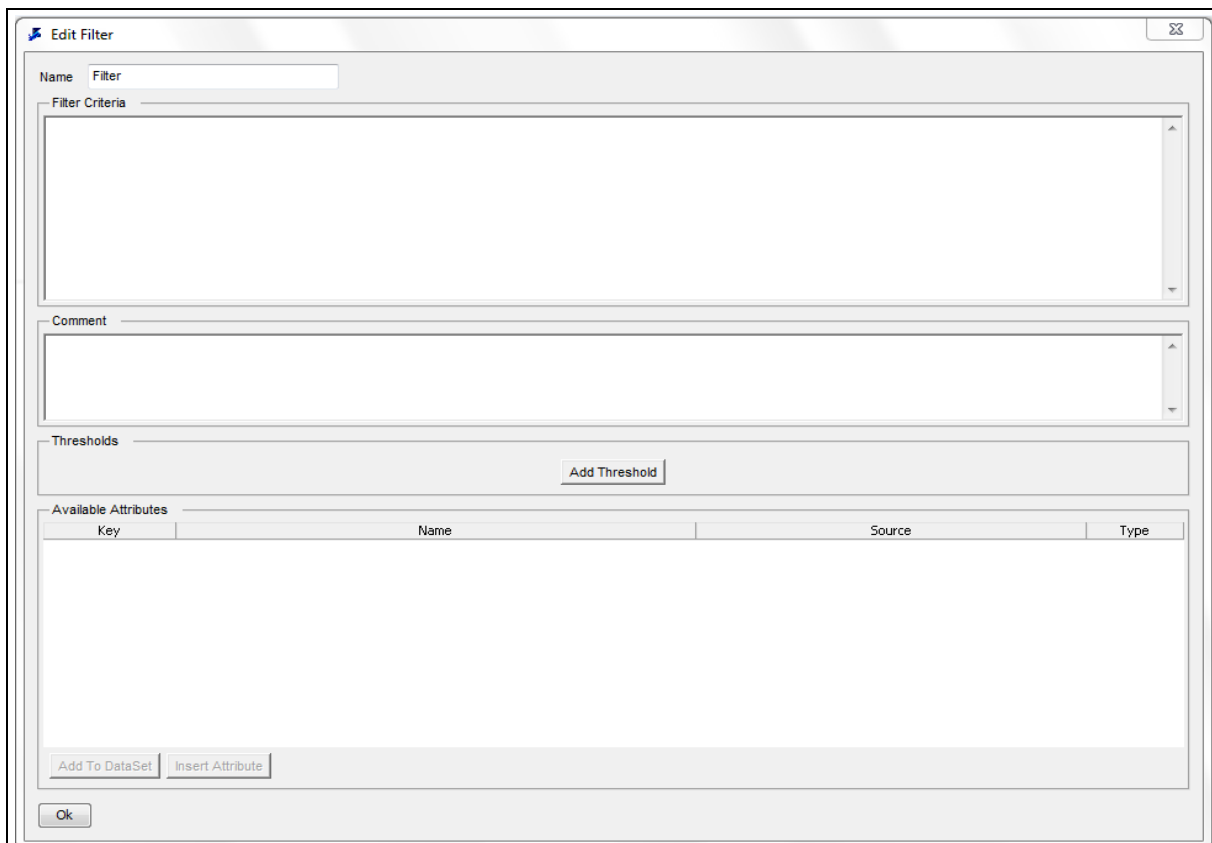 Edit Filter
Name Filter
Filter Criteria
Comment
Thresholds
Add Threshold
Available Attributes
Key Name Source Type
Add To DataSet Insert Attribute
Ok